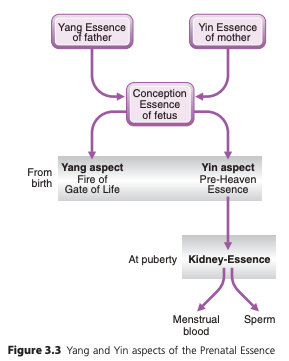 Yang Essence
of father
Yin Essence
of mother
Conception
Essence
of fetus
From
birth
Yang aspect
Fire of
Gate of Life
Yin aspect
Pre-Heaven
Essence
At puberty
Kidney-Essence
Menstrual
blood
Sperm
Figure 3.3 Yang and Yin aspects of the Prenatal Essence